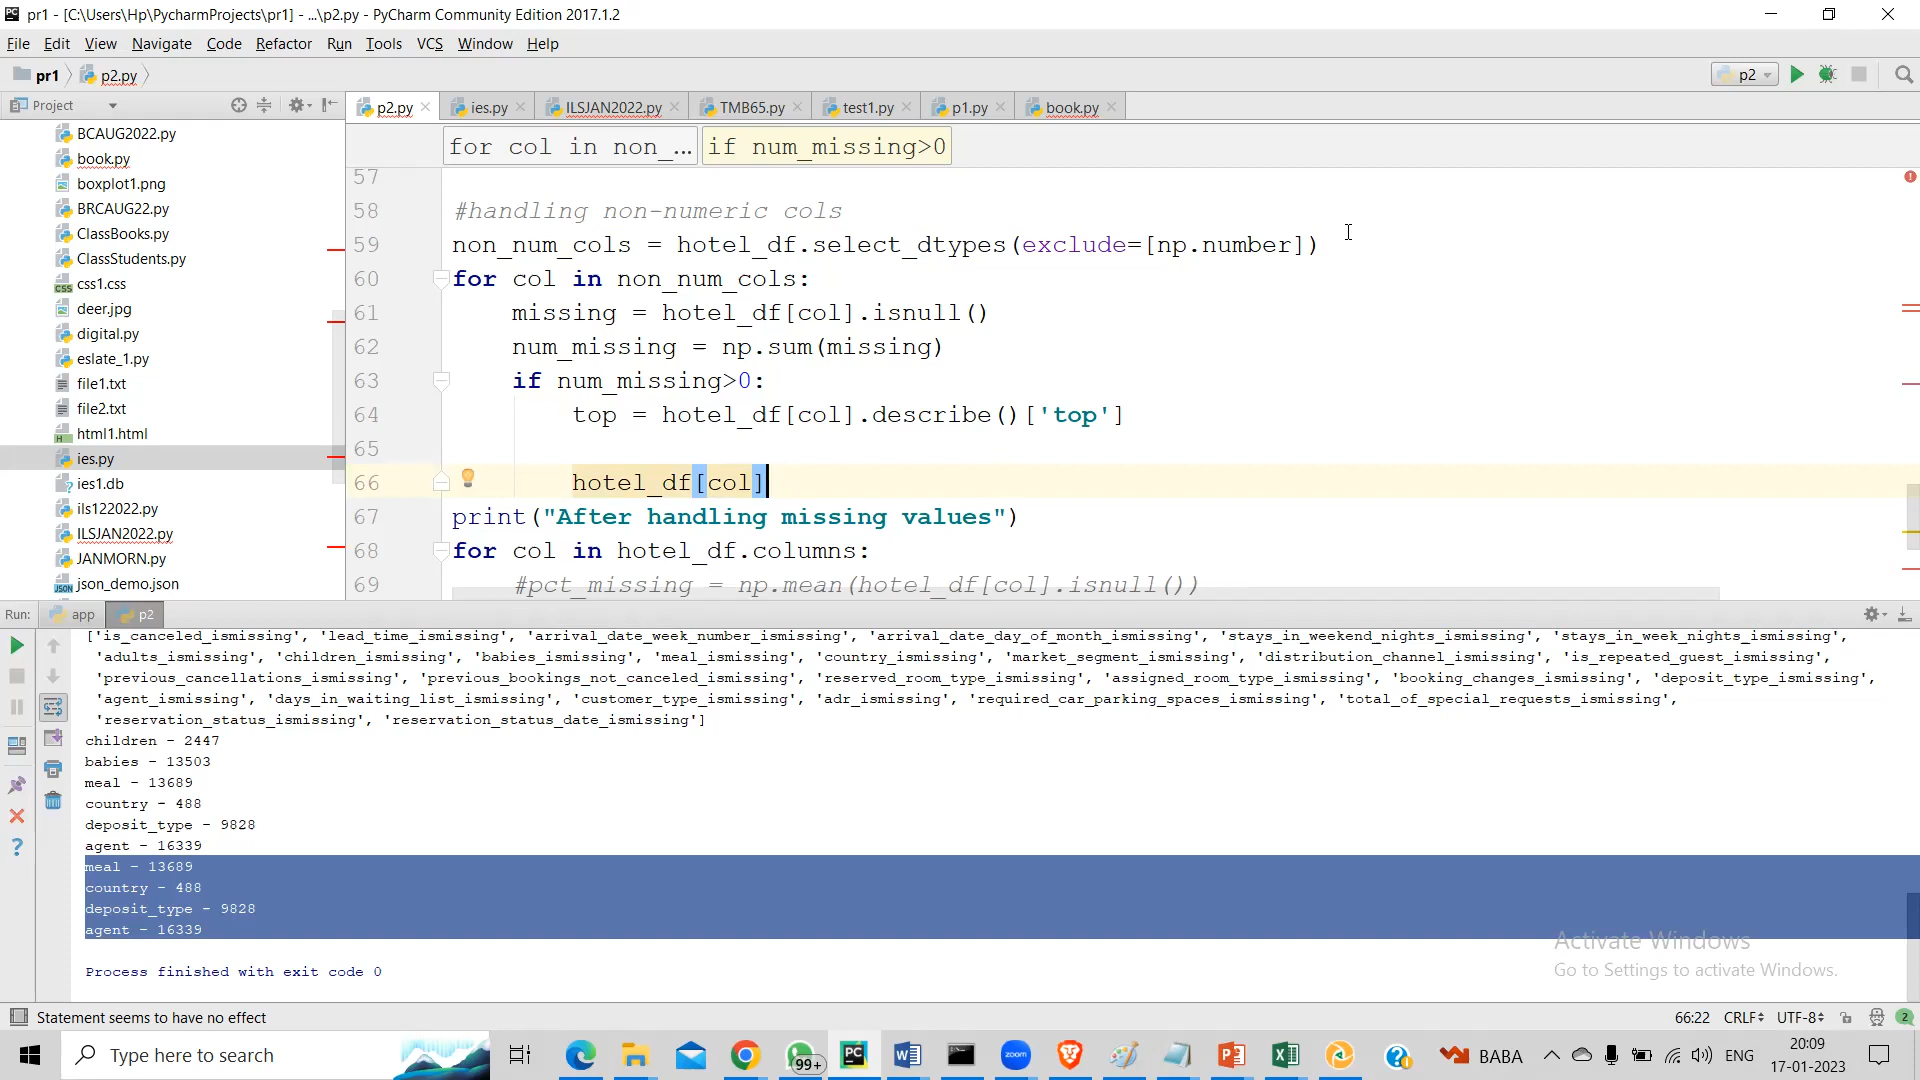 pr1 - [C:\Users\Hp\PycharmProjects\pr1] - ...\p2.py - PyCharm Community Edition 2017.1.2
File Edit View Navigate Code Refactor Run Tools VCS Window Help
pr1 p2.py p2
Project
p2.py ies.py ILSJAN2022.py TMB65.py test1.py p1.py book.py
BCAUG2022.py
book.py
boxplot1.png
BRCAUG22.py
ClassBooks.py
ClassStudents.py
css1.css
deer.jpg
digital.py
eslate_1.py
file1.txt
file2.txt
html1.html
ies.py
ies1.db
ils122022.py
ILSJAN2022.py
JANMORN.py
json_demo.json
for col in non_... if num_missing>0
57
58 #handling non-numeric cols
59 non_num_cols = hotel_df.select_dtypes(exclude=[np.number])
60 for col in non_num_cols:
61 missing = hotel_df[col].isnull()
62 num_missing = np.sum(missing)
63 if num_missing>0:
64 top = hotel_df[col].describe()['top']
65
66 hotel_df[col]
67 print("After handling missing values")
68 for col in hotel_df.columns:
69 #pct_missing = np.mean(hotel_df[col].isnull())
Run: app p2
['is_canceled_ismissing', 'lead_time_ismissing', 'arrival_date_week_number_ismissing', 'arrival_date_day_of_month_ismissing', 'stays_in_weekend_nights_ismissing', 'stays_in_week_nights_ismissing',
'adults_ismissing', 'children_ismissing', 'babies_ismissing', 'meal_ismissing', 'country_ismissing', 'market_segment_ismissing', 'distribution_channel_ismissing', 'is_repeated_guest_ismissing',
'previous_cancellations_ismissing', 'previous_bookings_not_canceled_ismissing', 'reserved_room_type_ismissing', 'assigned_room_type_ismissing', 'booking_changes_ismissing', 'deposit_type_ismissing',
'agent_ismissing', 'days_in_waiting_list_ismissing', 'customer_type_ismissing', 'adr_ismissing', 'required_car_parking_spaces_ismissing', 'total_of_special_requests_ismissing',
'reservation_status_ismissing', 'reservation_status_date_ismissing']
children - 2447
babies - 13503
meal - 13689
country - 488
deposit_type - 9828
agent - 16339
meal - 13689
country - 488
deposit_type - 9828
agent - 16339
Process finished with exit code 0
Activate Windows
Go to Settings to activate Windows.
Statement seems to have no effect 66:22 CRLF UTF-8 2
Type here to search 99+ zoom BABA ENG 20:09
17-01-2023